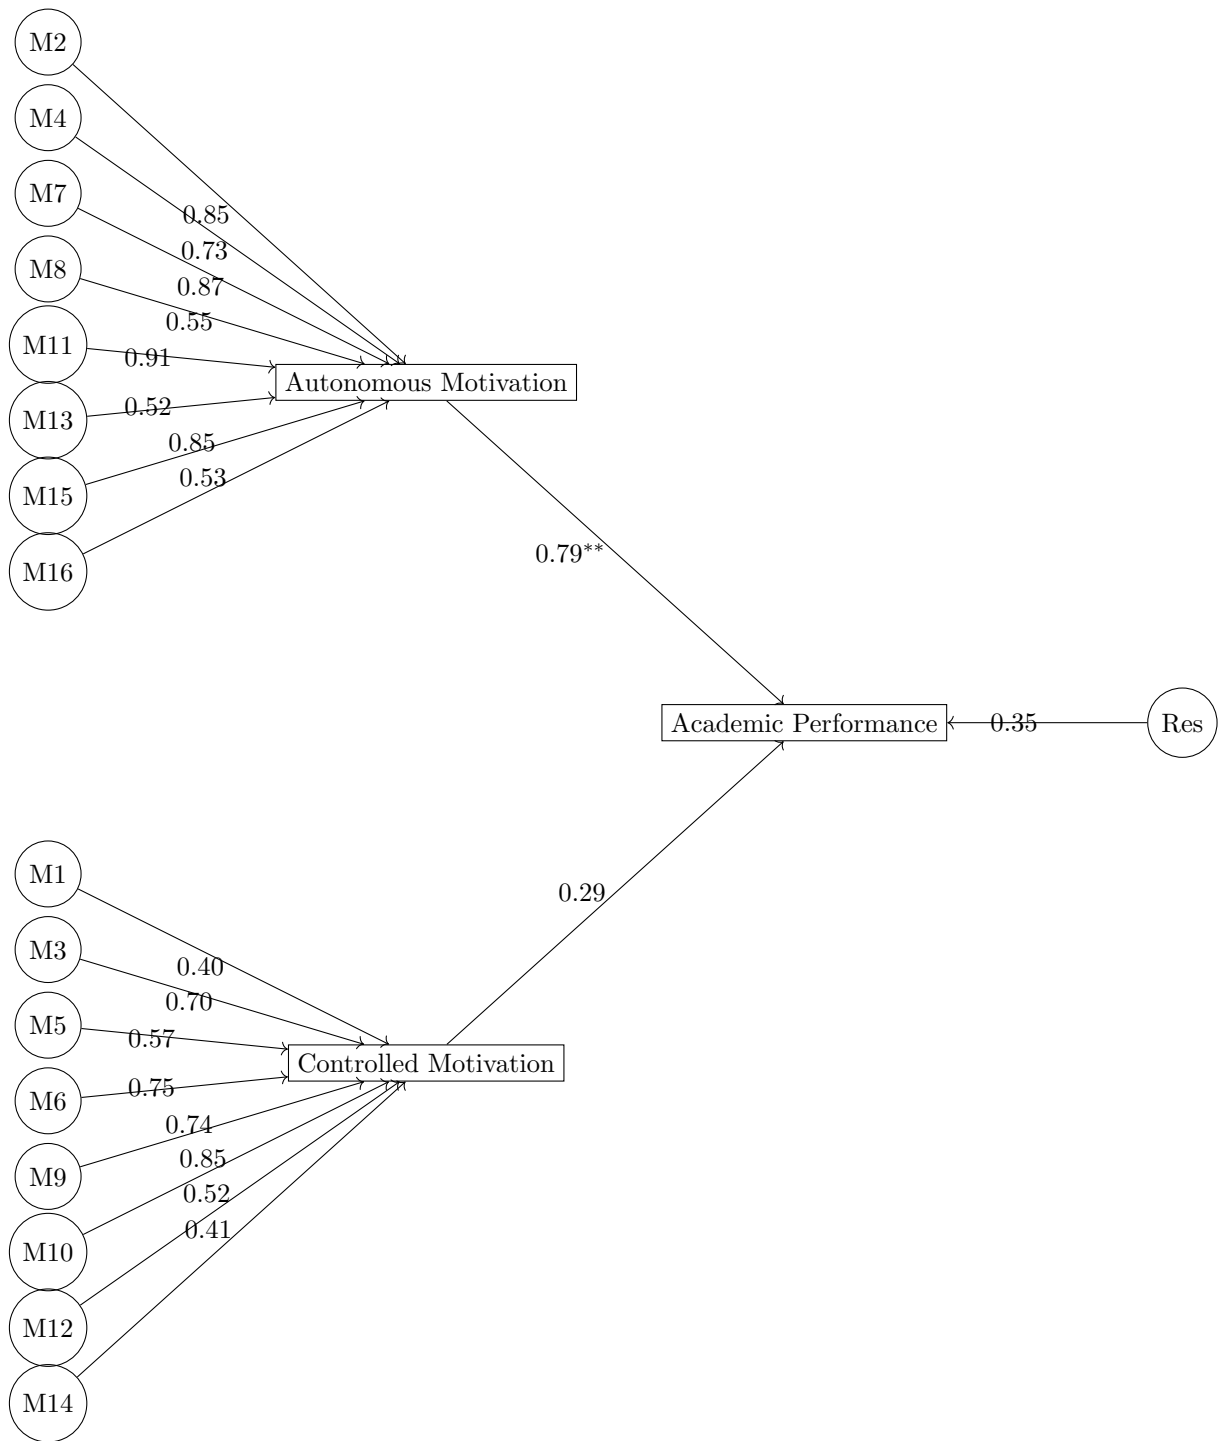 M2
M4
M7
M8
M11
M13
M15
M16
0.85
0.73
0.87
0.55
0.91
0.52
0.85
0.53
Autonomous Motivation
0.79**
Academic Performance
0.35
Res
0.29
M1
M3
M5
M6
M9
M10
M12
M14
0.40
0.70
0.57
0.75
0.74
0.85
0.52
0.41
Controlled Motivation